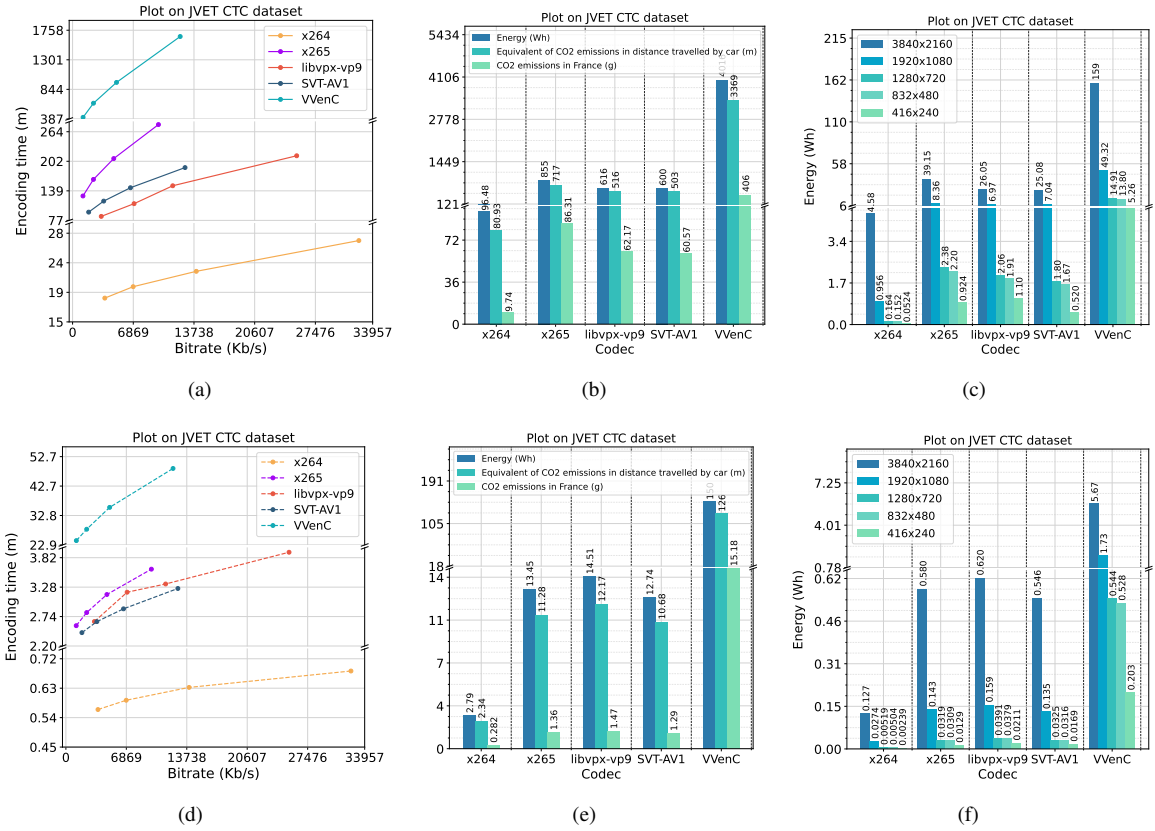 Plot on JVET CTC dataset
Encoding time (m)
1758
1301
844
387
264
202
139
77
28
24
19
15
x264
x265
libvpx-vp9
SVT-AV1
VVenC
0
6869
13738
20607
27476
33957
Bitrate (Kb/s)
(a)
Plot on JVET CTC dataset
5434
4106
2778
1449
121
72
36
0
Energy (Wh)
Equivalent of CO2 emissions in distance travelled by car (m)
CO2 emissions in France (g)
96.48
80.93
9.74
855
717
86.31
616
516
62.17
600
503
60.57
4016
3369
406
x264
x265
libvpx-vp9
SVT-AV1
VVenC
Codec
(b)
Plot on JVET CTC dataset
Energy (Wh)
215
162
110
58
6
3.4
1.7
0.0
3840x2160
1920x1080
1280x720
832x480
416x240
4.58
0.956
0.164
0.152
0.0524
39.15
8.36
2.38
2.20
0.924
26.05
6.97
2.06
1.91
1.10
25.08
7.04
1.80
1.67
0.520
159
49.32
14.91
13.80
5.26
x264
x265
libvpx-vp9
SVT-AV1
VVenC
Codec
(c)
Plot on JVET CTC dataset
Encoding time (m)
52.7
42.7
32.8
22.9
3.82
3.28
2.74
2.20
0.72
0.63
0.54
0.45
x264
x265
libvpx-vp9
SVT-AV1
VVenC
0
6869
13738
20607
27476
33957
Bitrate (Kb/s)
(d)
Plot on JVET CTC dataset
191
105
18
14
11
7
4
0
Energy (Wh)
Equivalent of CO2 emissions in distance travelled by car (m)
CO2 emissions in France (g)
2.79
2.34
0.282
13.45
11.28
1.36
14.51
12.17
1.47
12.74
10.68
1.29
150
126
15.18
x264
x265
libvpx-vp9
SVT-AV1
VVenC
Codec
(e)
Plot on JVET CTC dataset
Energy (Wh)
7.25
4.01
0.78
0.62
0.46
0.31
0.15
0.00
3840x2160
1920x1080
1280x720
832x480
416x240
0.127
0.0274
0.00519
0.00504
0.00239
0.580
0.143
0.0319
0.0309
0.0129
0.620
0.159
0.0391
0.0379
0.0211
0.546
0.135
0.0325
0.0316
0.0169
5.67
1.73
0.544
0.528
0.203
x264
x265
libvpx-vp9
SVT-AV1
VVenC
Codec
(f)